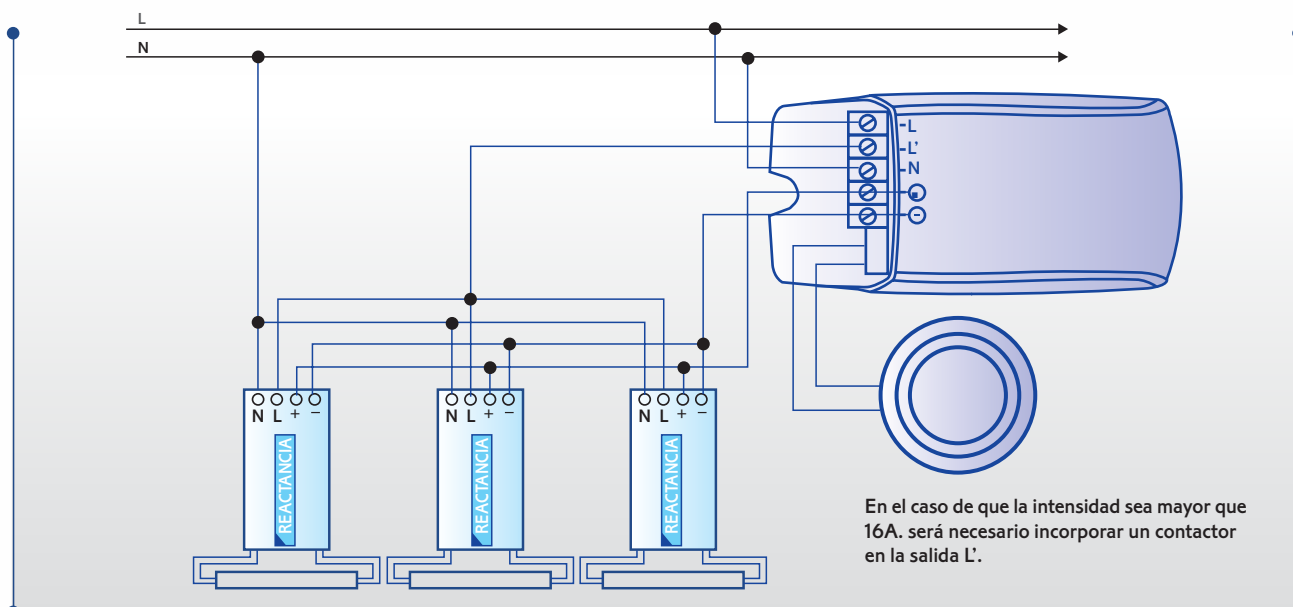 L
N
L
L'
N
N L + − N L + − N L + −
REACTANCIA
REACTANCIA
REACTANCIA
En el caso de que la intensidad sea mayor que
16A. será necesario incorporar un contactor
en la salida L'.